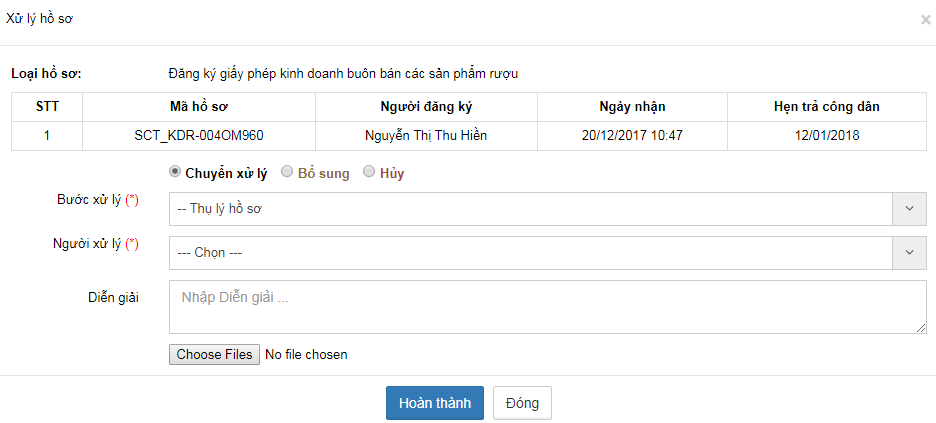 Xử lý hồ sơ ×
Loại hồ sơ: Đăng ký giấy phép kinh doanh buôn bán các sản phẩm rượu
STT Mã hồ sơ Người đăng ký Ngày nhận Hẹn trả công dân
1 SCT_KDR-004OM960 Nguyễn Thị Thu Hiền 20/12/2017 10:47 12/01/2018
Chuyển xử lý Bổ sung Hủy
Bước xử lý (*) -- Thụ lý hồ sơ
Người xử lý (*) --- Chọn ---
Diễn giải Nhập Diễn giải ...
Choose Files No file chosen
Hoàn thành Đóng